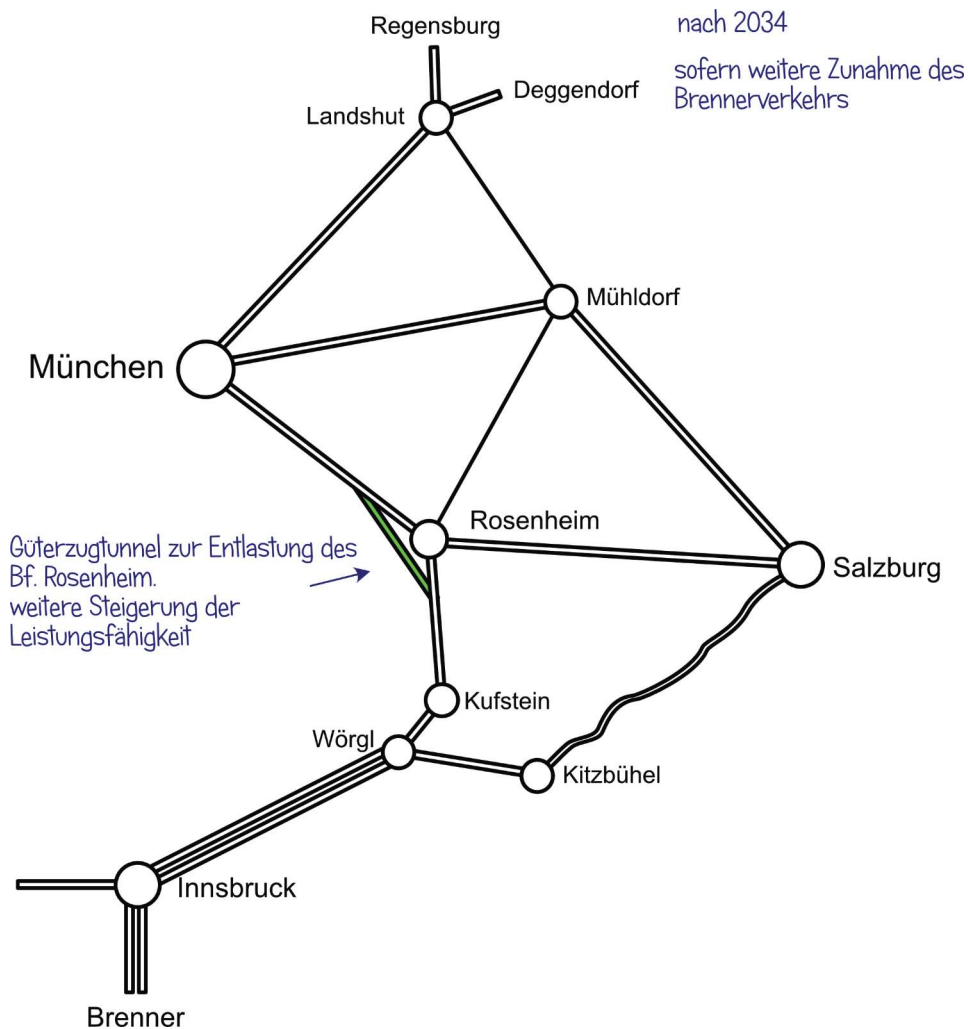 Regensburg
nach 2034
sofern weitere Zunahme des
Brennerverkehrs
Deggendorf
Landshut
Mühldorf
München
Rosenheim
Güterzugtunnel zur Entlastung des
Bf. Rosenheim.
weitere Steigerung der
Leistungsfähigkeit
Salzburg
Kufstein
Wörgl
Kitzbühel
Innsbruck
Brenner